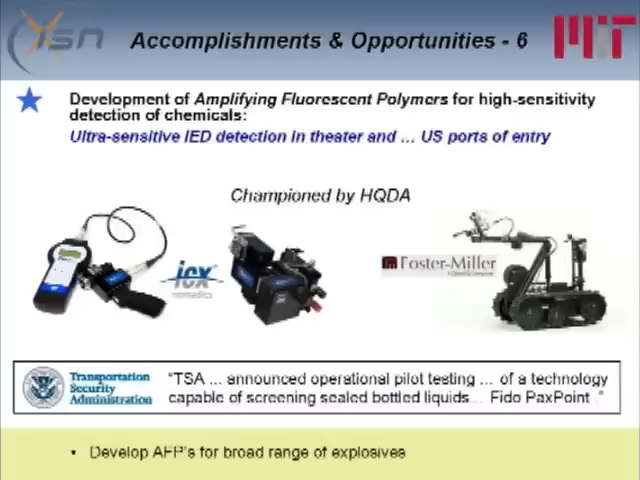 ISN
Accomplishments & Opportunities - 6
MIT
Development of Amplifying Fluorescent Polymers for high-sensitivity
detection of chemicals:
Ultra-sensitive IED detection in theater and ... US ports of entry
Championed by HQDA
icx
nomadics
Foster-Miller
Transportation
Security
Administration
"TSA ... announced operational pilot testing ... of a technology
capable of screening sealed bottled liquids... Fido PaxPoint ."
• Develop AFP's for broad range of explosives